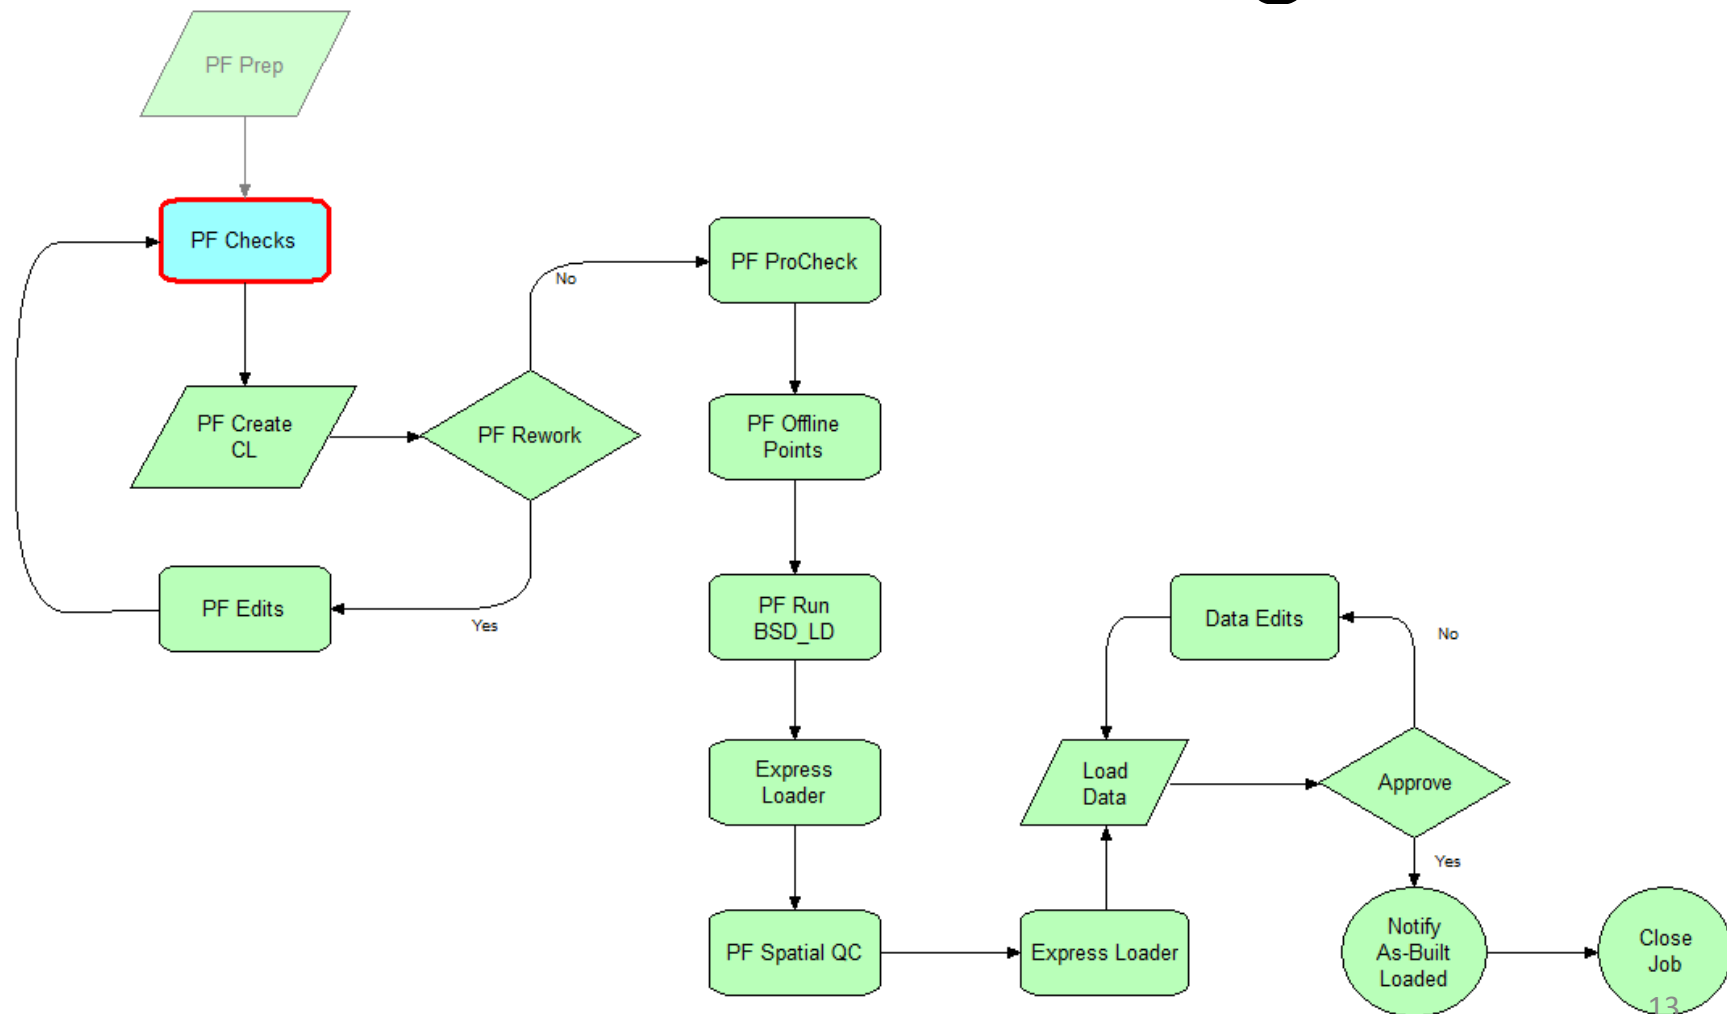 PF Prep
PF Checks
PF Create
CL
PF Rework
No
Yes
PF Edits
PF ProCheck
PF Offline
Points
PF Run
BSD_LD
Express
Loader
PF Spatial QC
Express Loader
Load
Data
Data Edits
No
Approve
Yes
Notify
As-Built
Loaded
Close
Job
13